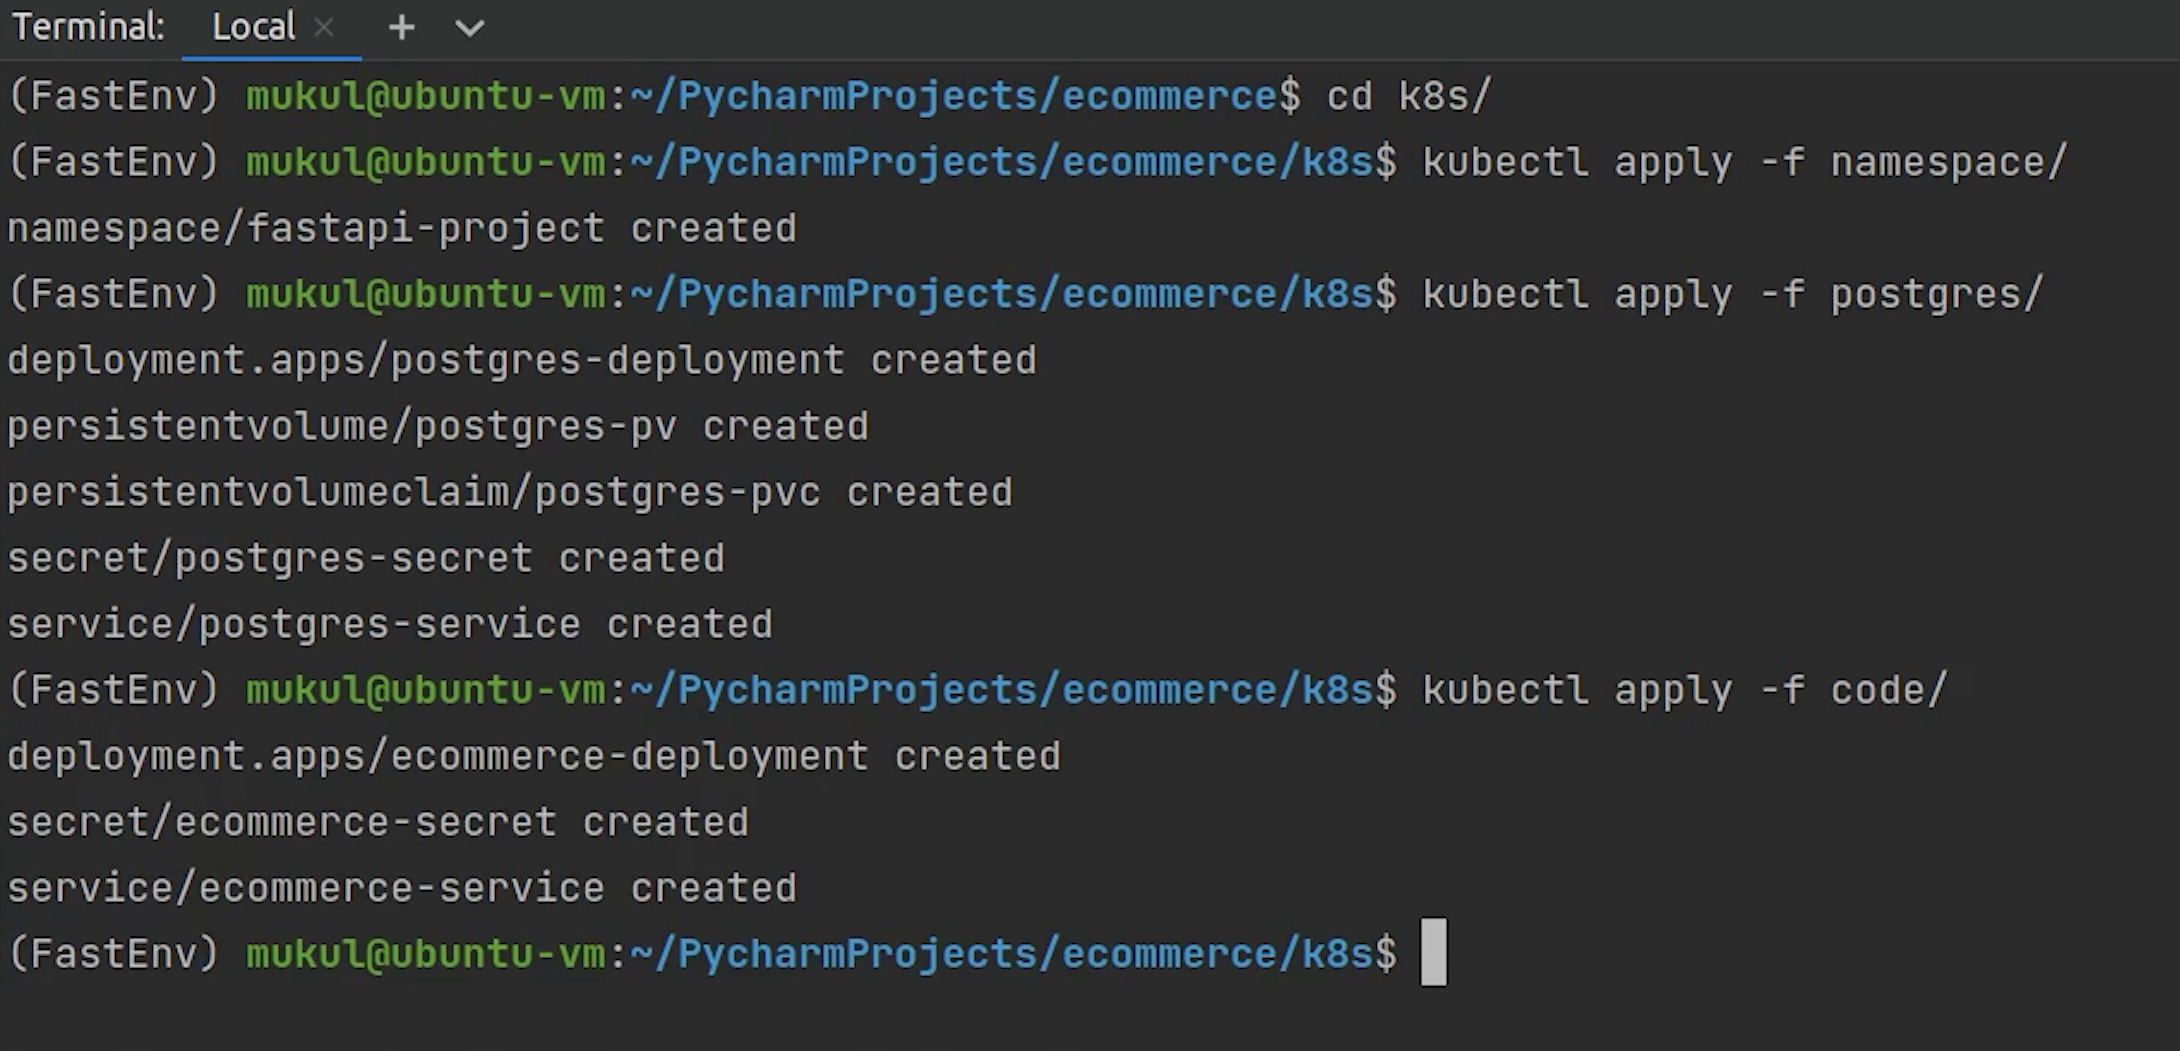 Terminal: Local × + 
(FastEnv) mukul@ubuntu-vm:~/PycharmProjects/ecommerce$ cd k8s/
(FastEnv) mukul@ubuntu-vm:~/PycharmProjects/ecommerce/k8s$ kubectl apply -f namespace/
namespace/fastapi-project created
(FastEnv) mukul@ubuntu-vm:~/PycharmProjects/ecommerce/k8s$ kubectl apply -f postgres/
deployment.apps/postgres-deployment created
persistentvolume/postgres-pv created
persistentvolumeclaim/postgres-pvc created
secret/postgres-secret created
service/postgres-service created
(FastEnv) mukul@ubuntu-vm:~/PycharmProjects/ecommerce/k8s$ kubectl apply -f code/
deployment.apps/ecommerce-deployment created
secret/ecommerce-secret created
service/ecommerce-service created
(FastEnv) mukul@ubuntu-vm:~/PycharmProjects/ecommerce/k8s$